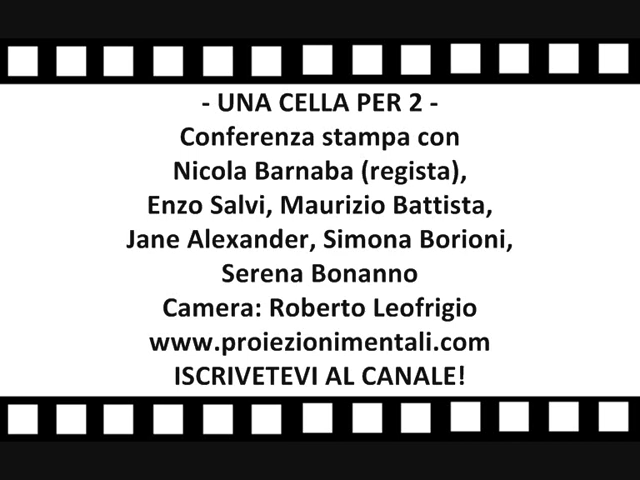 - UNA CELLA PER 2 -
Conferenza stampa con
Nicola Barnaba (regista),
Enzo Salvi, Maurizio Battista,
Jane Alexander, Simona Borioni,
Serena Bonanno
Camera: Roberto Leofrigio
www.proiezionimentali.com
ISCRIVETEVI AL CANALE!